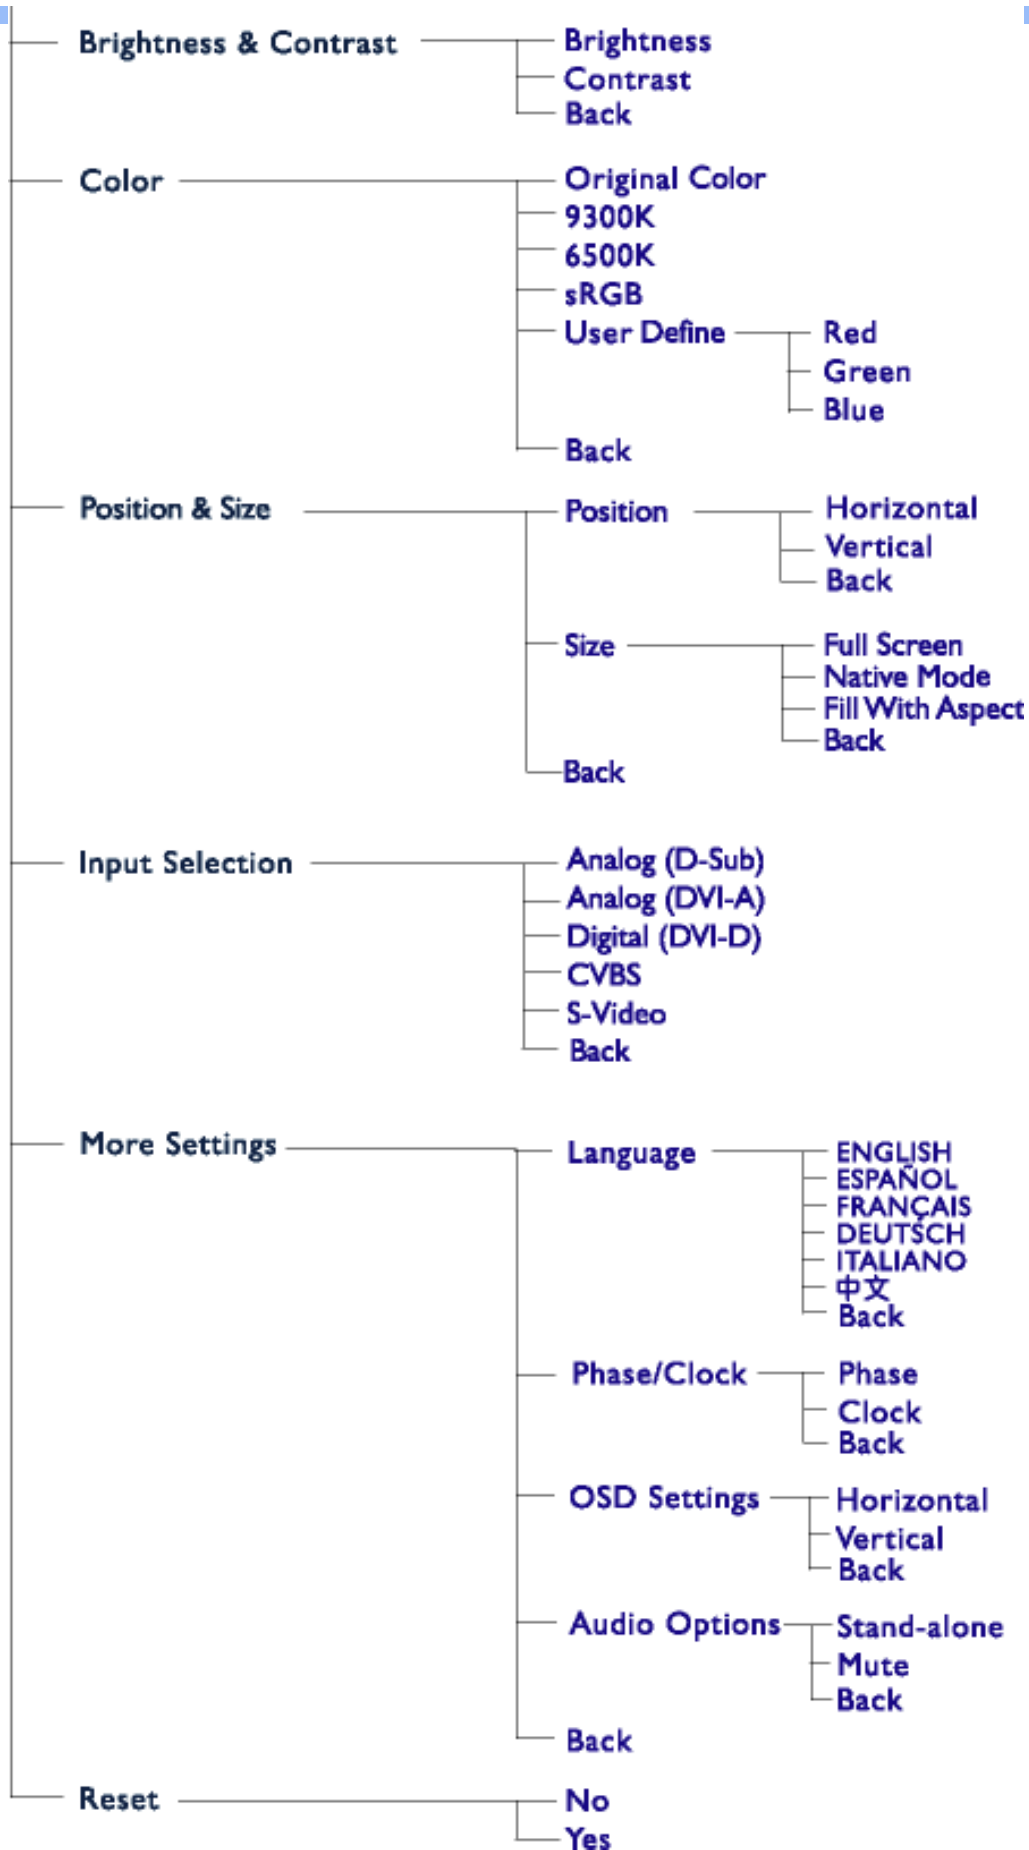 Brightness & Contrast
Brightness
Contrast
Back
Color
Original Color
9300K
6500K
sRGB
User Define
Red
Green
Blue
Back
Position & Size
Position
Horizontal
Vertical
Back
Size
Full Screen
Native Mode
Fill With Aspect
Back
Back
Input Selection
Analog (D-Sub)
Analog (DVI-A)
Digital (DVI-D)
CVBS
S-Video
Back
More Settings
Language
ENGLISH
ESPAÑOL
FRANÇAIS
DEUTSCH
ITALIANO
中文
Back
Phase/Clock
Phase
Clock
Back
OSD Settings
Horizontal
Vertical
Back
Audio Options
Stand-alone
Mute
Back
Back
Reset
No
Yes